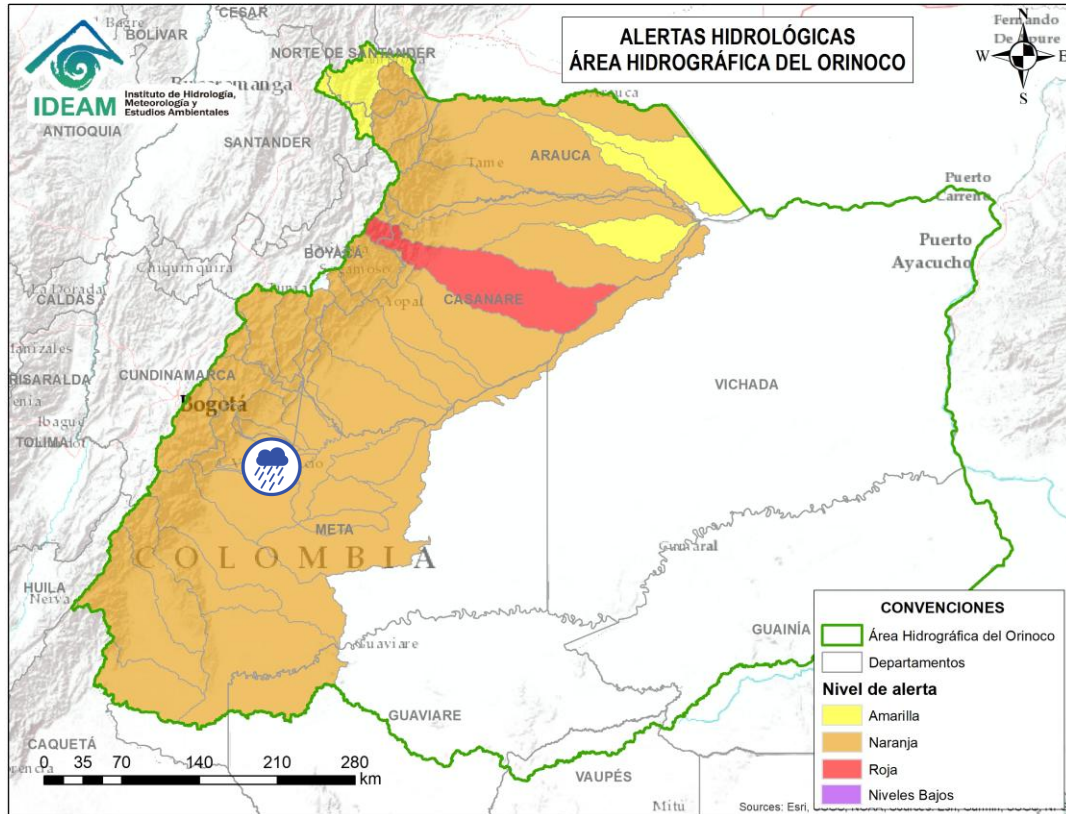 ALERTAS HIDROLÓGICAS
ÁREA HIDROGRÁFICA DEL ORINOCO
IDEAM
Instituto de Hidrología,
Meteorología y
Estudios Ambientales
N
W
E
S
CESAR
BOLÍVAR
NORTE DE SANTANDER
ANTIOQUIA
SANTANDER
ARAUCA
Tame
Puerto
Carreño
Puerto
Ayacucho
BOYACÁ
Chiquinquira
La Dorada
CALDAS
Yopal
CASANARE
Manizales
RISARALDA
CUNDINAMARCA
Bogotá
VICHADA
Ibague
TOLIMA
META
COLOMBIA
HUILA
Neiva
Guaviare
GUAINÍA
GUAVIARE
CAQUETÁ
VAUPÉS
Mitú
0 35 70 140 210 280
km
CONVENCIONES
Área Hidrográfica del Orinoco
Departamentos
Nivel de alerta
Amarilla
Naranja
Roja
Niveles Bajos